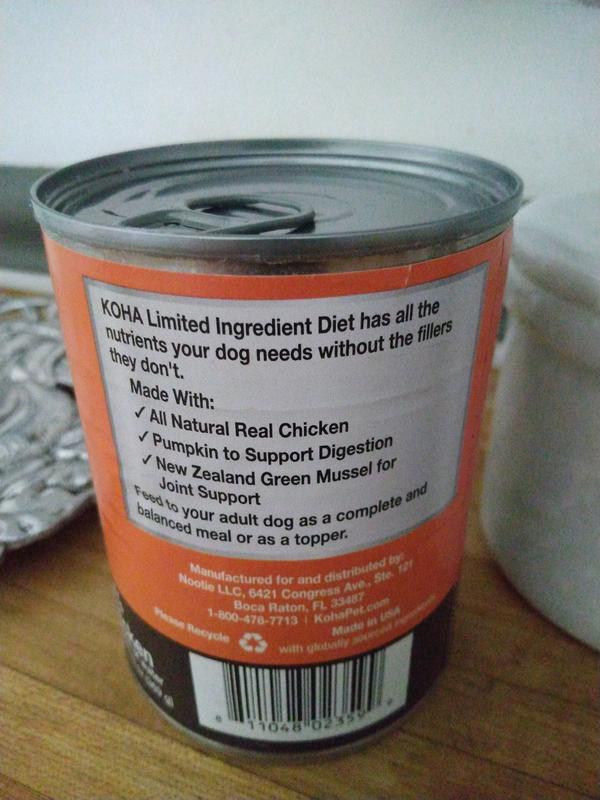 KOHA Limited Ingredient Diet has all the
nutrients your dog needs without the fillers
they don't.
Made With:
✓ All Natural Real Chicken
✓ Pumpkin to Support Digestion
✓ New Zealand Green Mussel for
Joint Support
Feed to your adult dog as a complete and
balanced meal or as a topper.
Manufactured for and distributed by:
Nootie LLC, 6421 Congress Ave., Ste. 121
Boca Raton, FL 33487
1-800-478-7713 | KohaPet.com
Please Recycle
Made in USA
with globally sourced ingredients
8 11048 02359